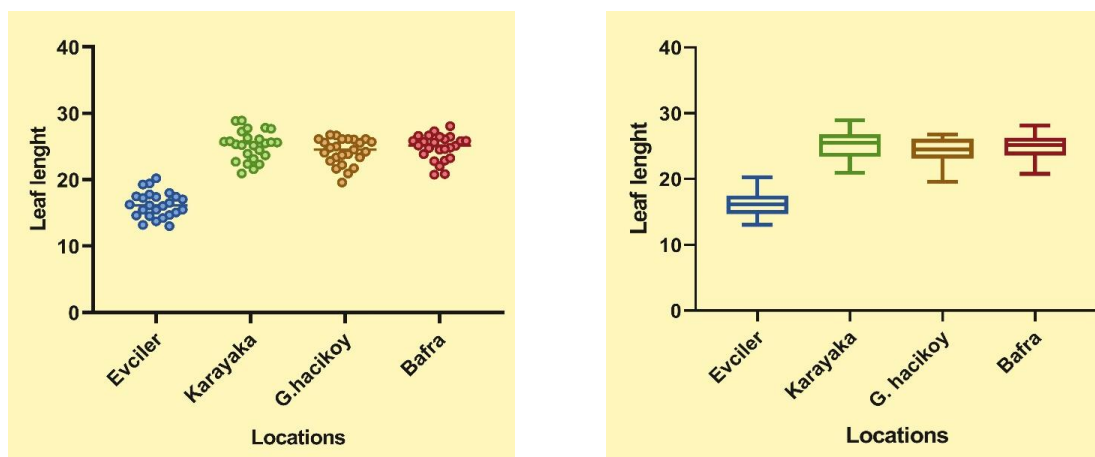 Leaf lenght
40
30
20
10
0
Evciler
Karayaka
G.hacikoy
Bafra
Locations
Leaf lenght
40
30
20
10
0
Evciler
Karayaka
G. hacikoy
Bafra
Locations